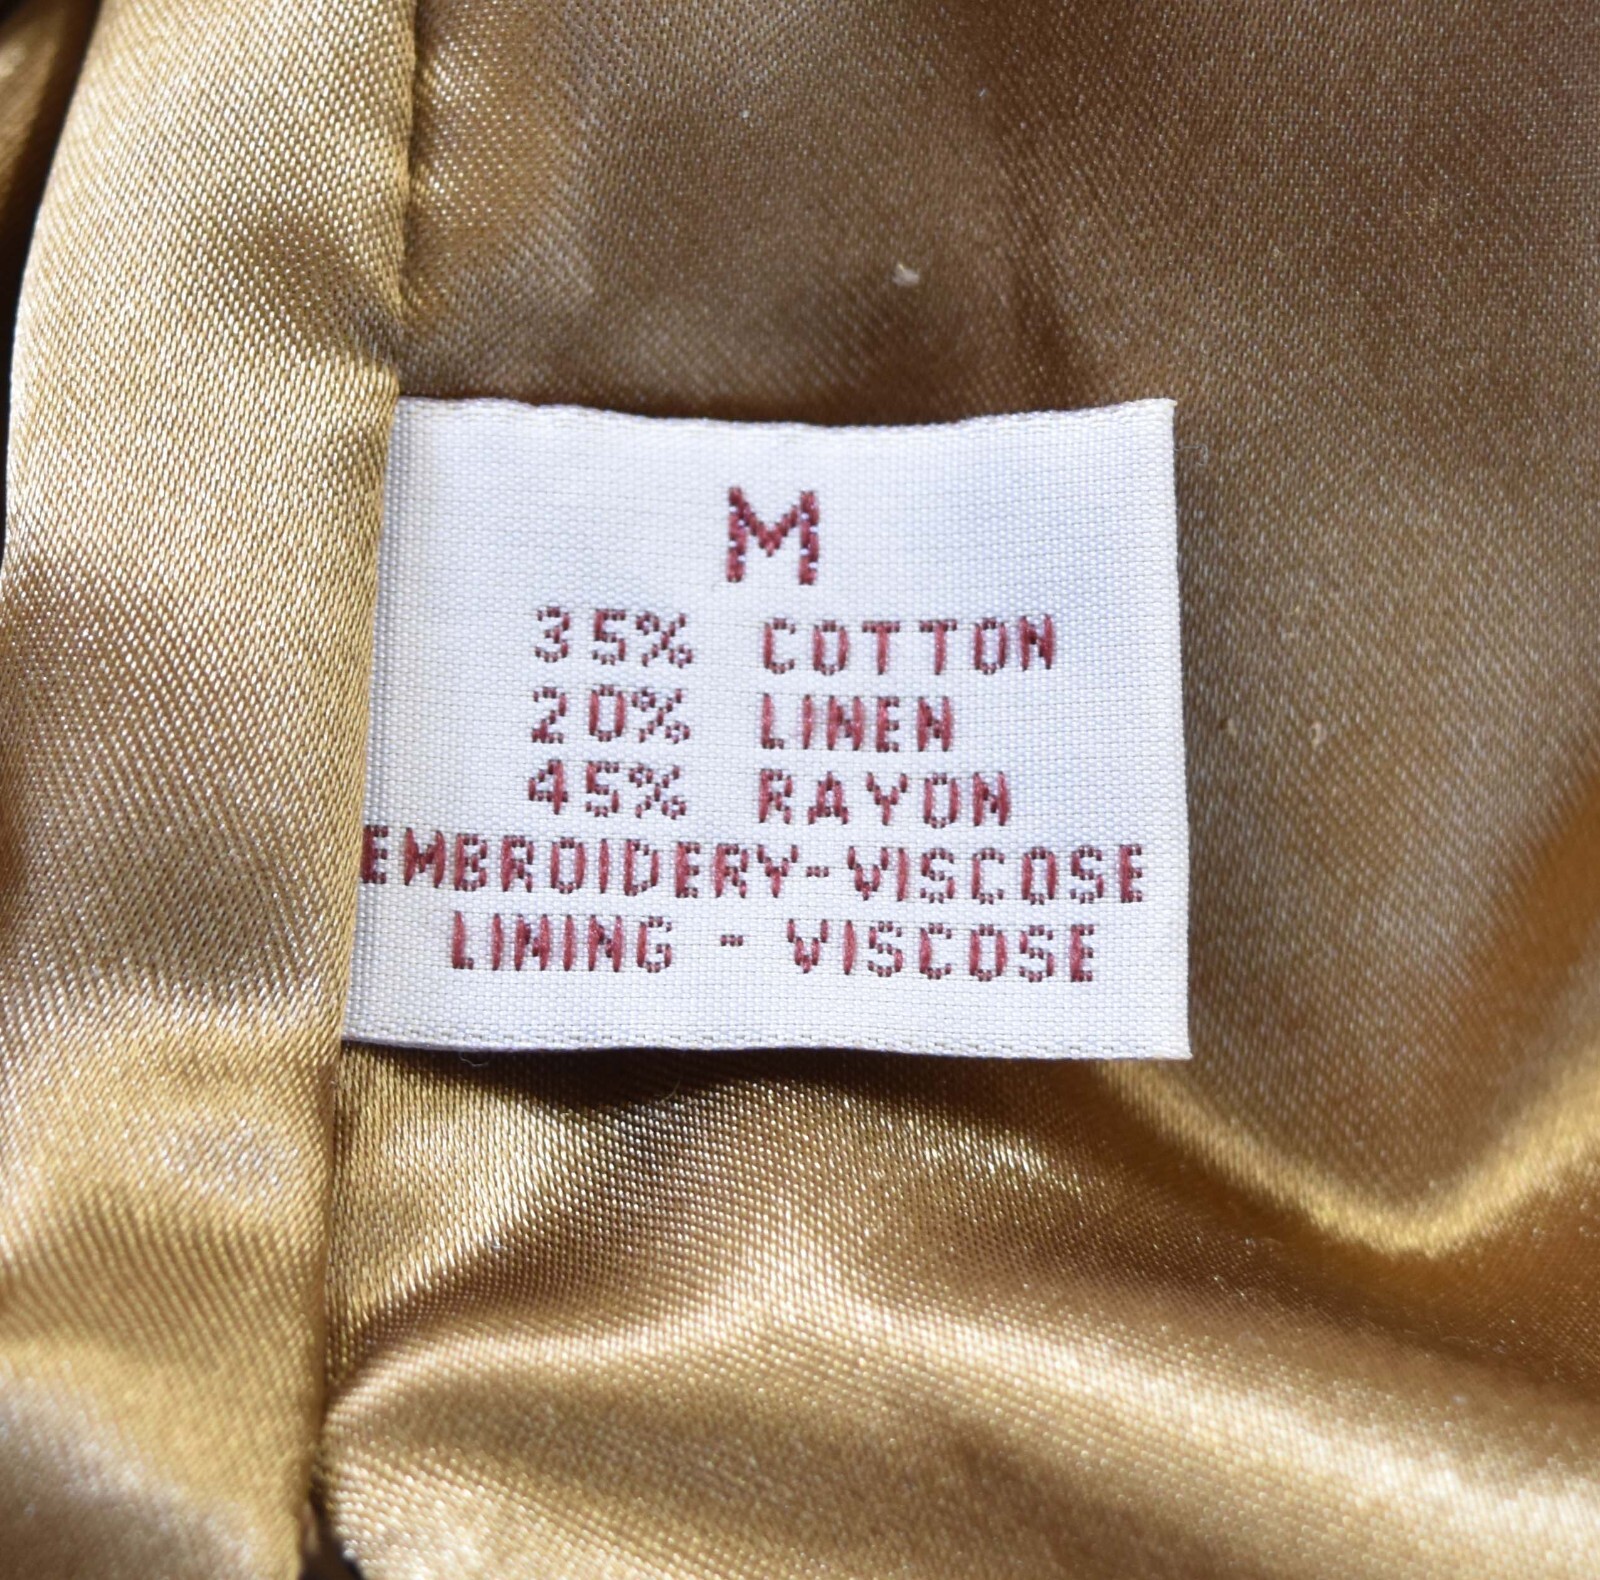 M
35% COTTON
20% LINEN
45% RAYON
EMBROIDERY-VISCOSE
LINING - VISCOSE